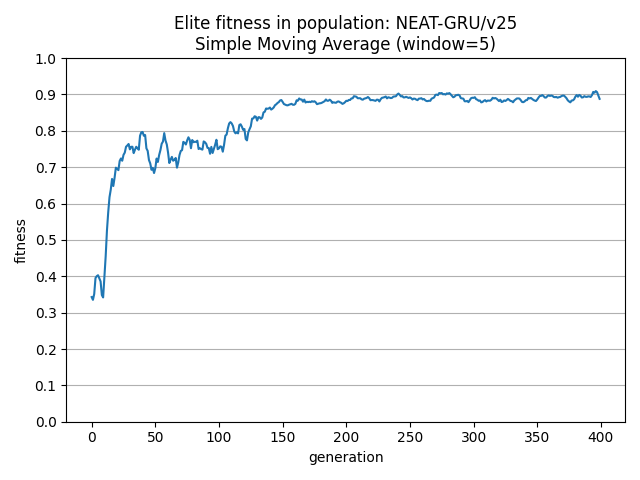 Elite fitness in population: NEAT-GRU/v25
Simple Moving Average (window=5)
1.0
0.9
0.8
0.7
0.6
0.5
0.4
0.3
0.2
0.1
0.0
fitness
0 50 100 150 200 250 300 350 400
generation